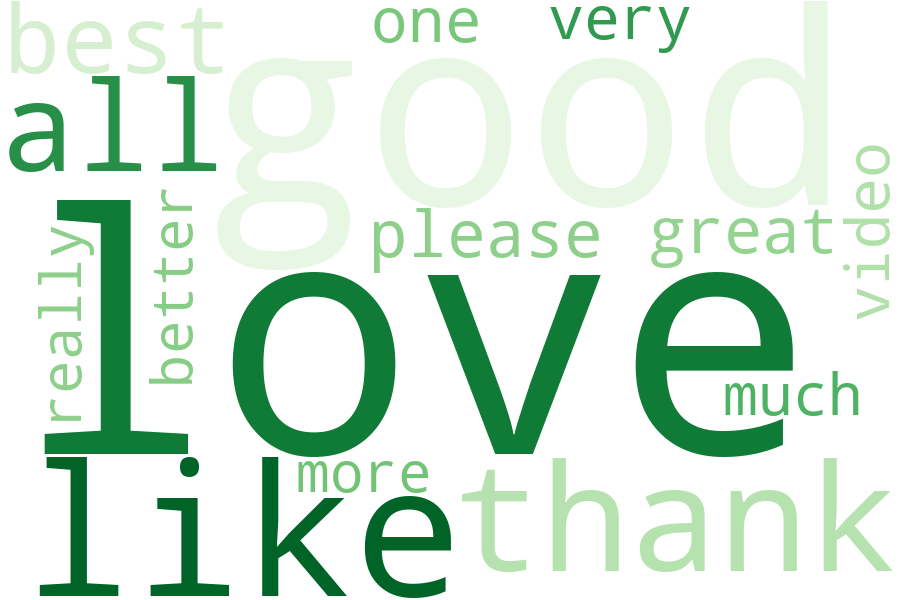 best
one
very
good
all
video
please
great
really
better
love
much
like
more
thank